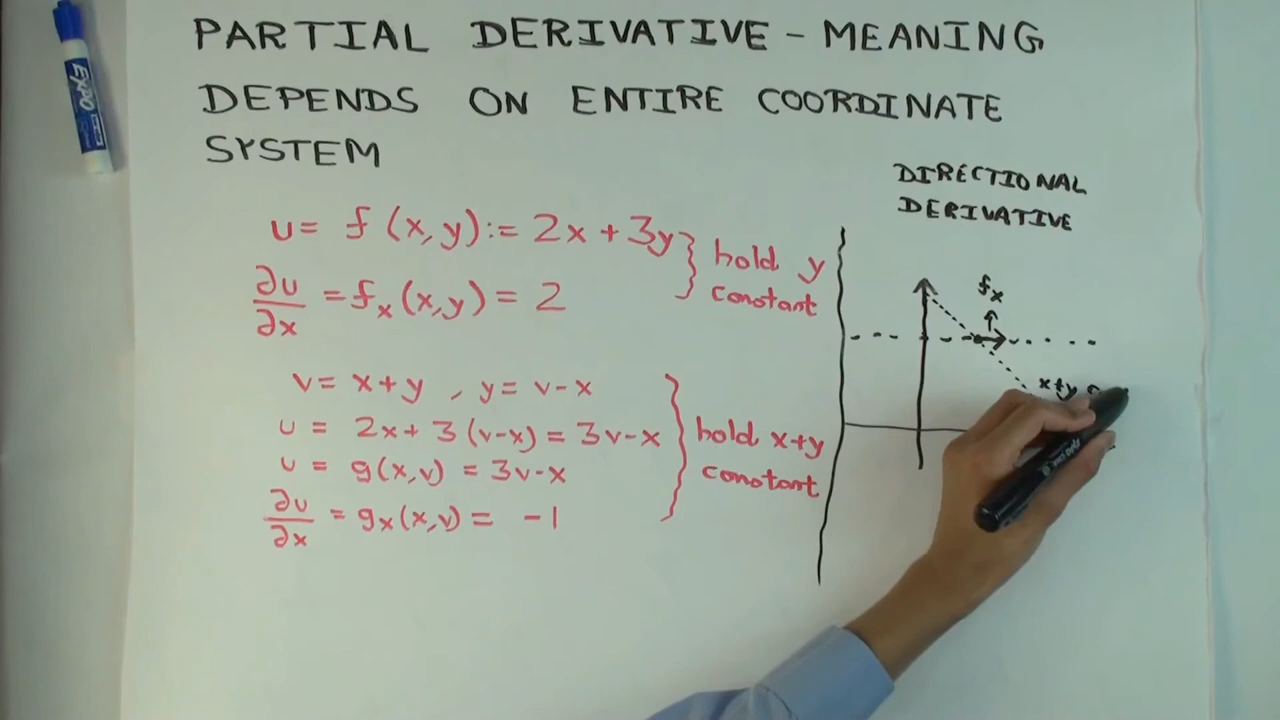 PARTIAL DERIVATIVE - MEANING
DEPENDS ON ENTIRE COORDINATE
SYSTEM
EXPO
u = f(x,y) := 2x + 3y
∂u/∂x = fₓ(x,y) = 2
hold y
constant
v = x+y , y = v-x
u = 2x + 3(v-x) = 3v-x
u = g(x,v) = 3v-x
∂u/∂x = gₓ(x,v) = -1
hold x+y
constant
DIRECTIONAL
DERIVATIVE
fₓ
x+y